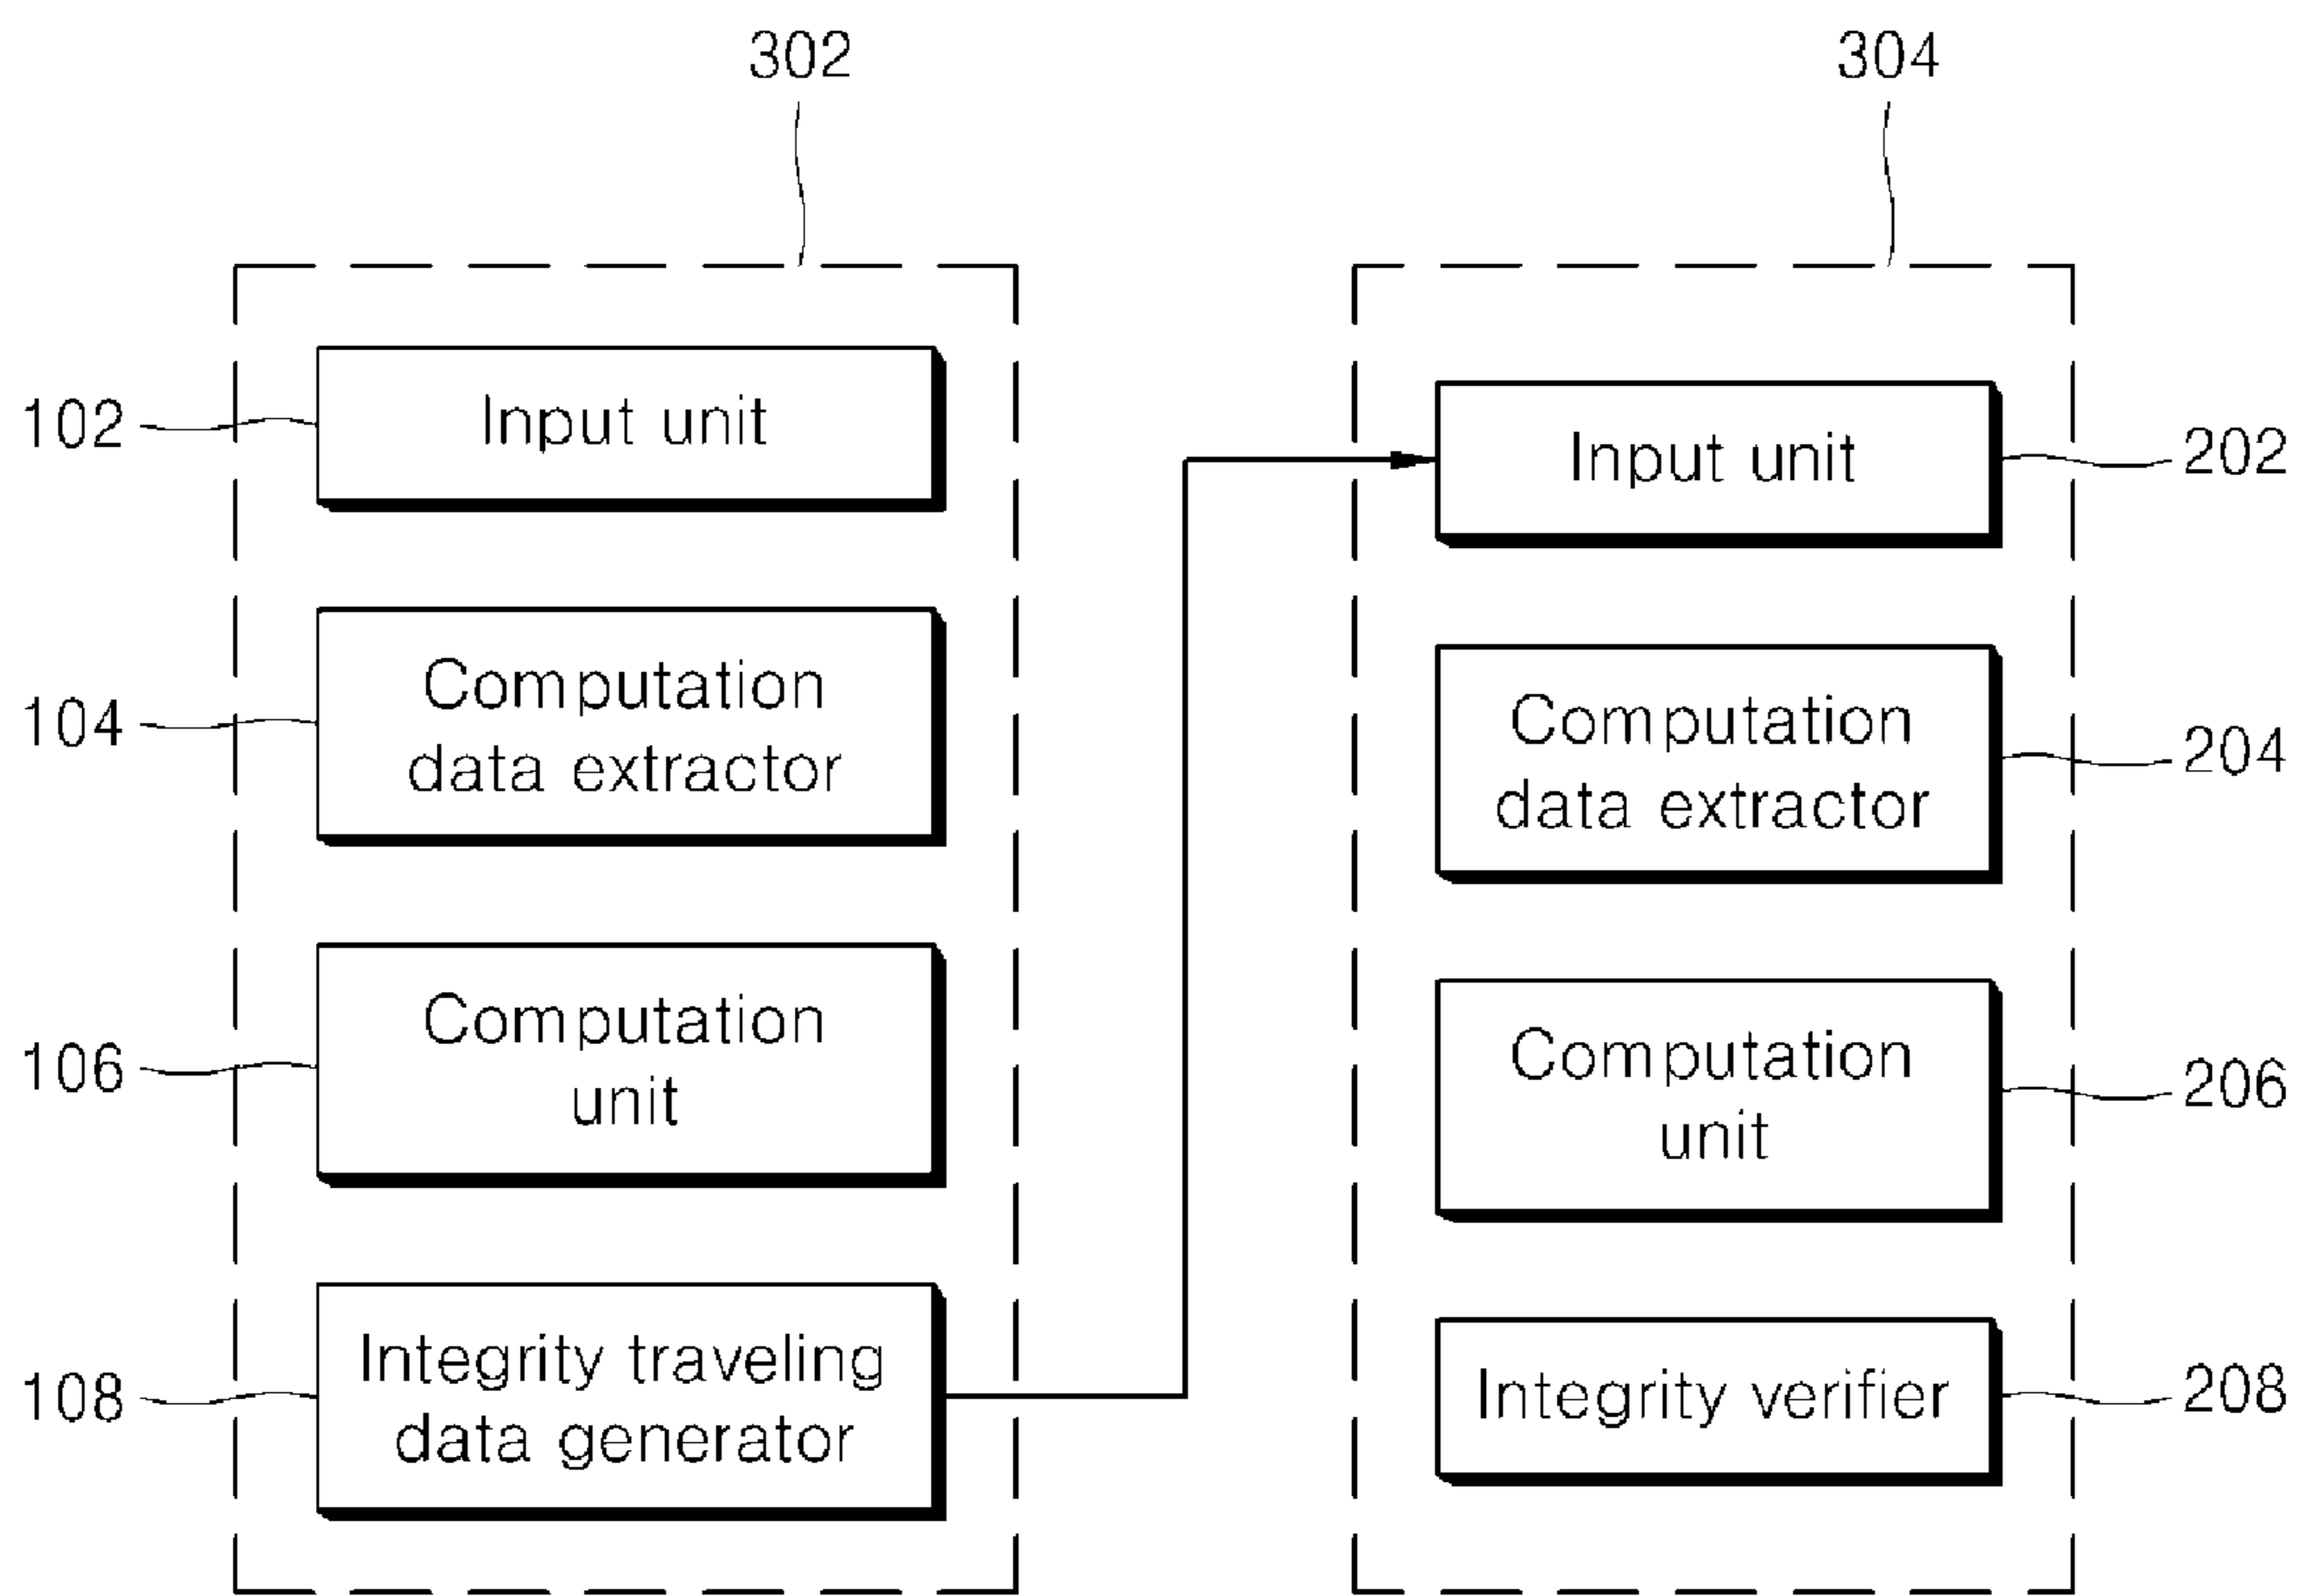 302
304
102
Input unit
104
Computation
data extractor
106
Computation
unit
108
Integrity traveling
data generator
Input unit
202
Computation
data extractor
204
Computation
unit
206
Integrity verifier
208